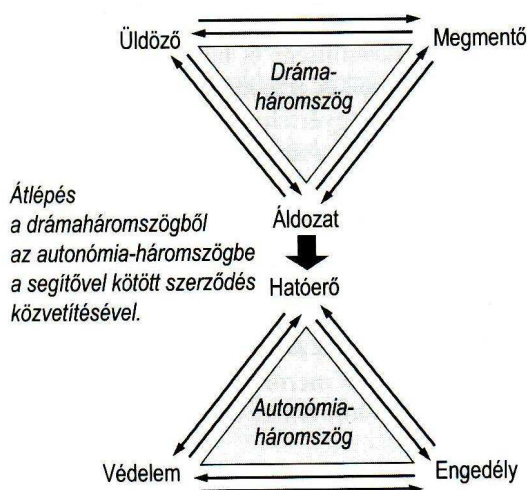 Üldöző
Megmentő
Dráma-
háromszög
Áldozat
Átlépés
a drámaháromszögből
az autonómia-háromszögbe
a segítővel kötött szerződés
közvetítésével.
Hatóerő
Autonómia-
háromszög
Védelem
Engedély